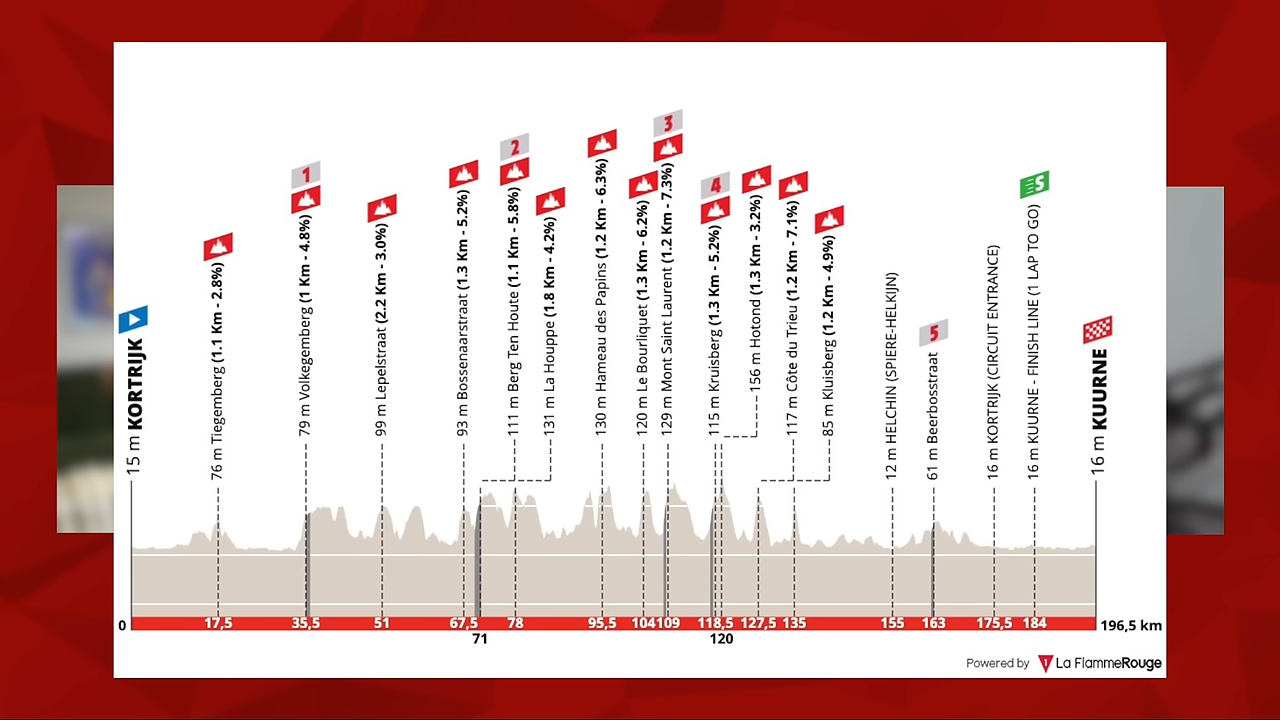 15 m KORTRIJK
76 m Tiegemberg (1.1 Km - 2.8%)
1
79 m Volkegemberg (1 Km - 4.8%)
99 m Lepelstraat (2.2 Km - 3.0%)
93 m Bossenaarstraat (1.3 Km - 5.2%)
2
111 m Berg Ten Houte (1.1 Km - 5.8%)
131 m La Houppe (1.8 Km - 4.2%)
130 m Hameau des Papins (1.2 Km - 6.3%)
120 m Le Bourliquet (1.3 Km - 6.2%)
3
129 m Mont Saint Laurent (1.2 Km - 7.3%)
4
115 m Kruisberg (1.3 Km - 5.2%)
156 m Hotond (1.3 Km - 3.2%)
117 m Côte du Trieu (1.2 Km - 7.1%)
85 m Kluisberg (1.2 Km - 4.9%)
12 m HELCHIN (SPIERE-HELKIJN)
5
61 m Beerbosstraat
16 m KORTRIJK (CIRCUIT ENTRANCE)
S
16 m KUURNE - FINISH LINE (1 LAP TO GO)
16 m KUURNE
0 17,5 35,5 51 67,5 78 95,5 104 109 118,5 127,5 135 155 163 175,5 184 196,5 km
71 120
Powered by La FlammeRouge